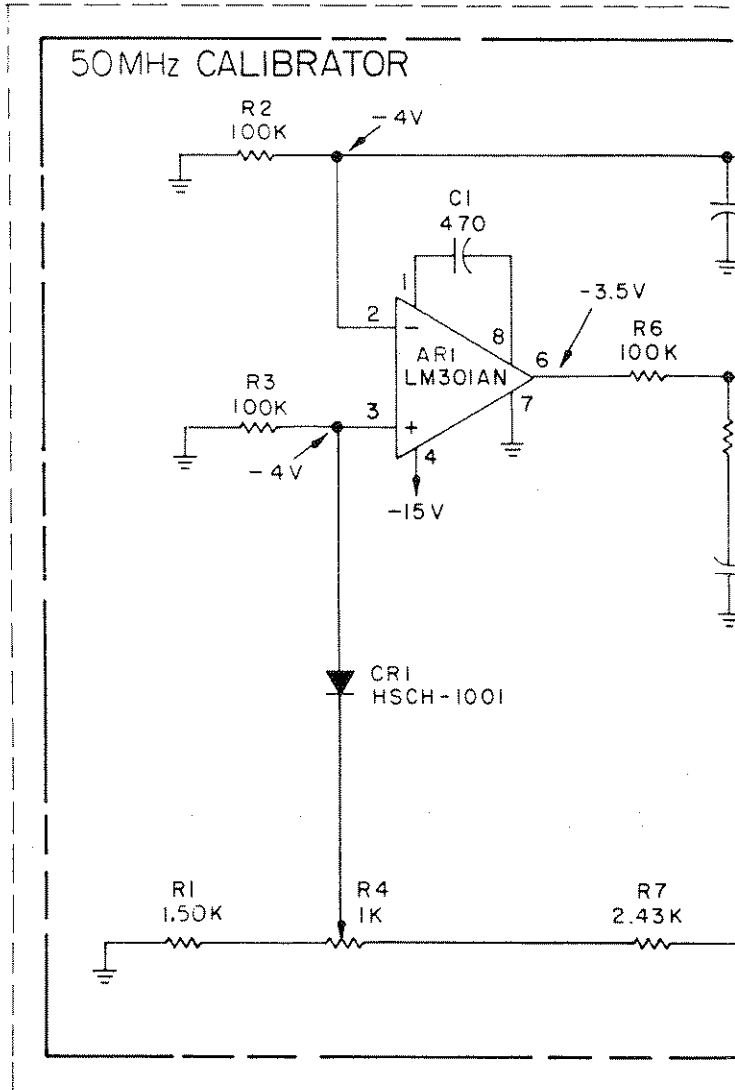 50MHz CALIBRATOR
R2
100K
-4V
C1
470
1
2
-
8
-3.5V
AR1
LM301AN
6
R6
100K
R3
100K
3
+
7
-4V
4
-15V
CR1
HSCH-1001
R1
1.50K
R4
1K
R7
2.43K